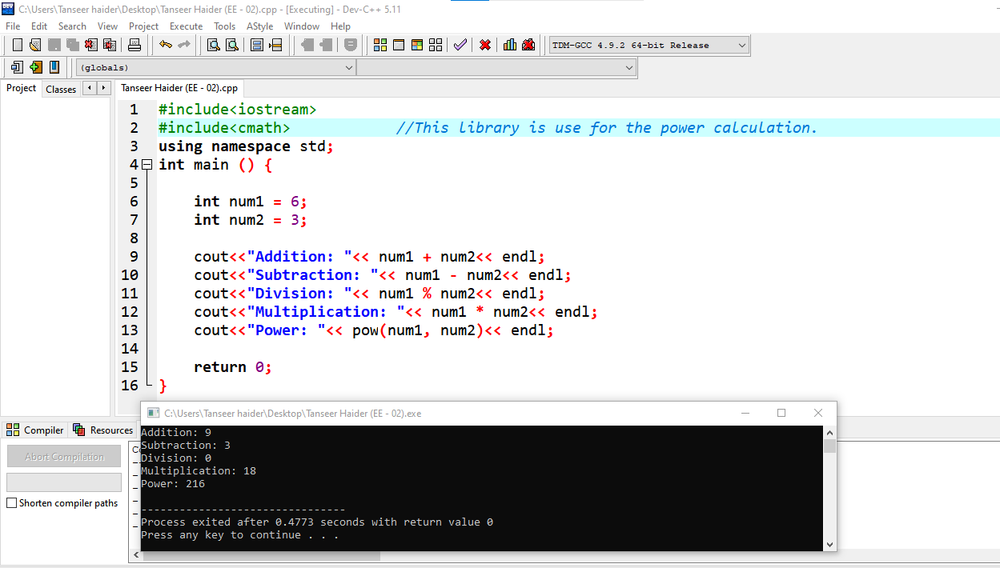 C:\Users\Tanseer haider\Desktop\Tanseer Haider (EE - 02).cpp - [Executing] - Dev-C++ 5.11
File Edit Search View Project Execute Tools AStyle Window Help
TDM-GCC 4.9.2 64-bit Release
(globals)
Project Classes Tanseer Haider (EE - 02).cpp
1 #include<iostream>
2 #include<cmath> //This library is use for the power calculation.
3 using namespace std;
4 int main () {
5
6 int num1 = 6;
7 int num2 = 3;
8
9 cout<<"Addition: "<< num1 + num2<< endl;
10 cout<<"Subtraction: "<< num1 - num2<< endl;
11 cout<<"Division: "<< num1 % num2<< endl;
12 cout<<"Multiplication: "<< num1 * num2<< endl;
13 cout<<"Power: "<< pow(num1, num2)<< endl;
14
15 return 0;
16 }
Compiler Resources
Abort Compilation
Shorten compiler paths
C:\Users\Tanseer haider\Desktop\Tanseer Haider (EE - 02).exe
Addition: 9
Subtraction: 3
Division: 0
Multiplication: 18
Power: 216
--------------------------------
Process exited after 0.4773 seconds with return value 0
Press any key to continue . . .